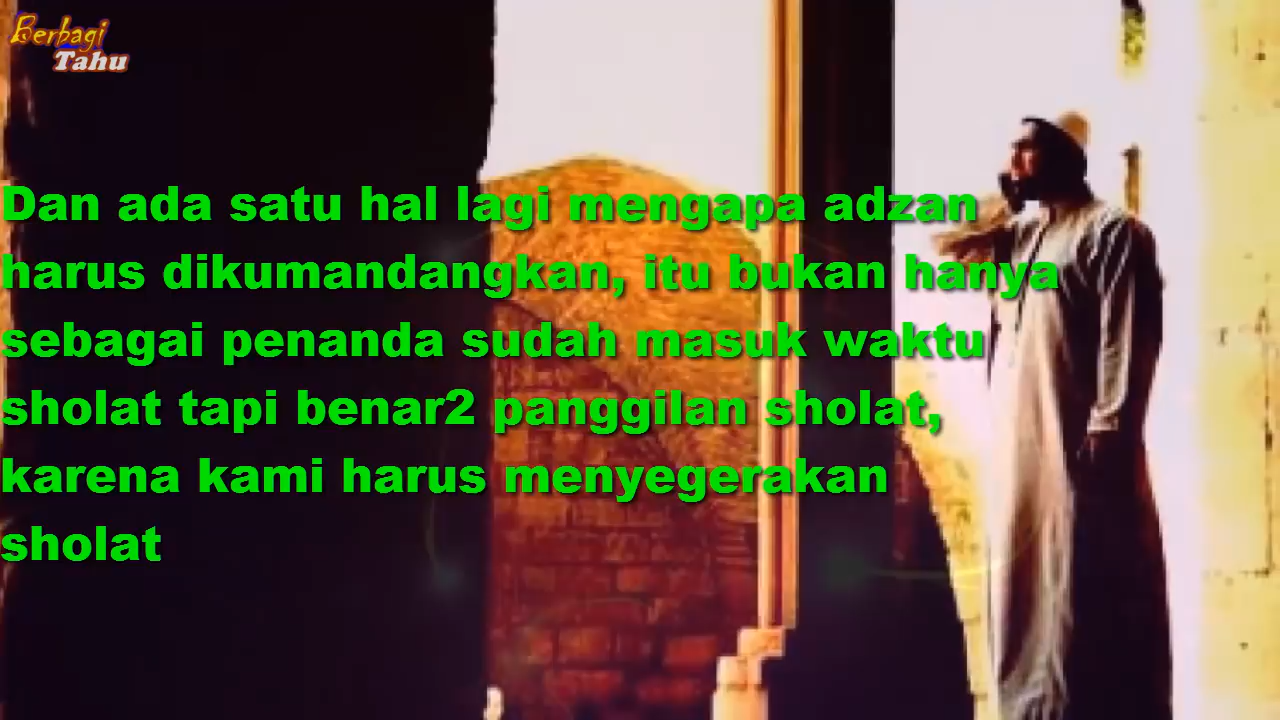 Berbagi
Tahu
Dan ada satu hal lagi mengapa adzan
harus dikumandangkan, itu bukan hanya
sebagai penanda sudah masuk waktu
sholat tapi benar2 panggilan sholat,
karena kami harus menyegerakan
sholat